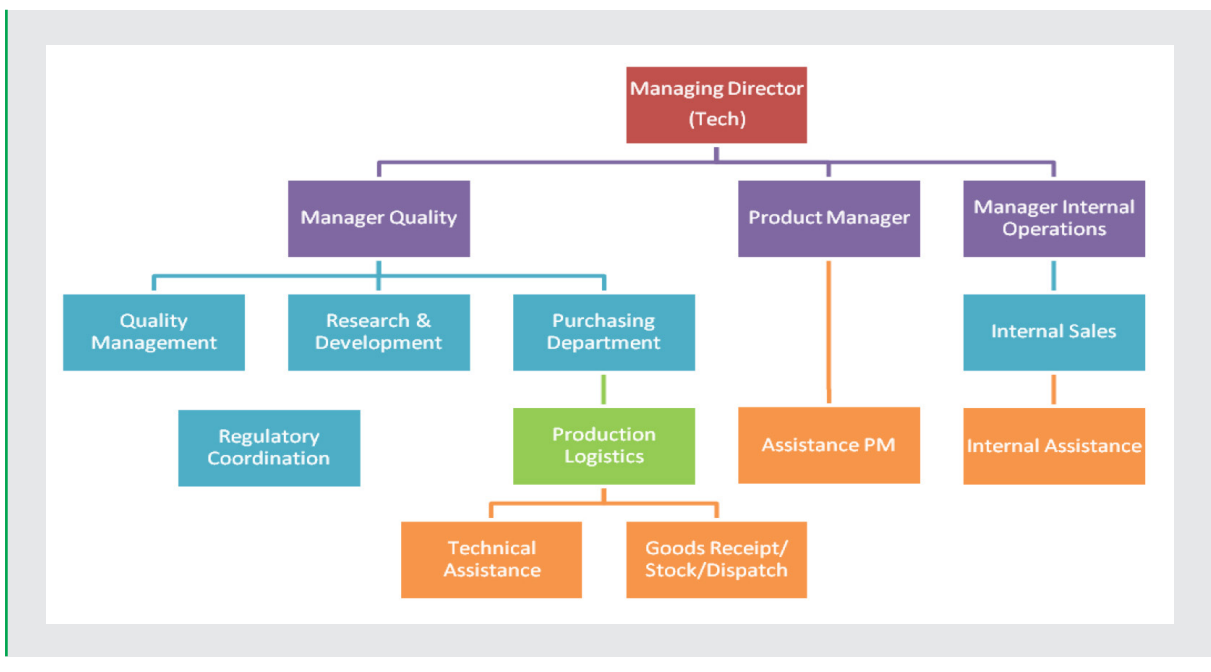 Managing Director
(Tech)
Manager Quality
Product Manager
Manager Internal
Operations
Quality
Management
Research &
Development
Purchasing
Department
Internal Sales
Regulatory
Coordination
Production
Logistics
Assistance PM
Internal Assistance
Technical
Assistance
Goods Receipt/
Stock/Dispatch